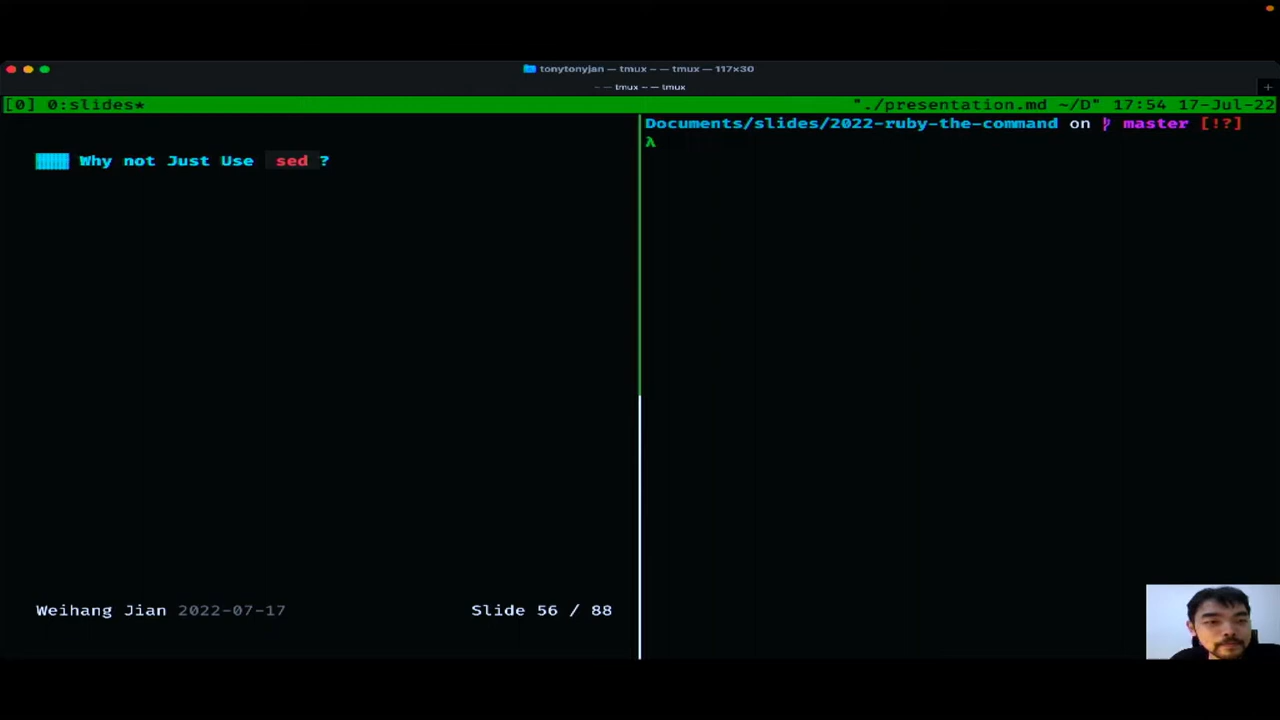 tonytonyjan — tmux – — tmux — 117×30
~ — tmux — — tmux
[0] 0:slides* "./presentation.md ~/D" 17:54 17-Jul-22
Documents/slides/2022-ruby-the-command on master [!?]
λ
Why not Just Use sed ?
Weihang Jian 2022-07-17 Slide 56 / 88